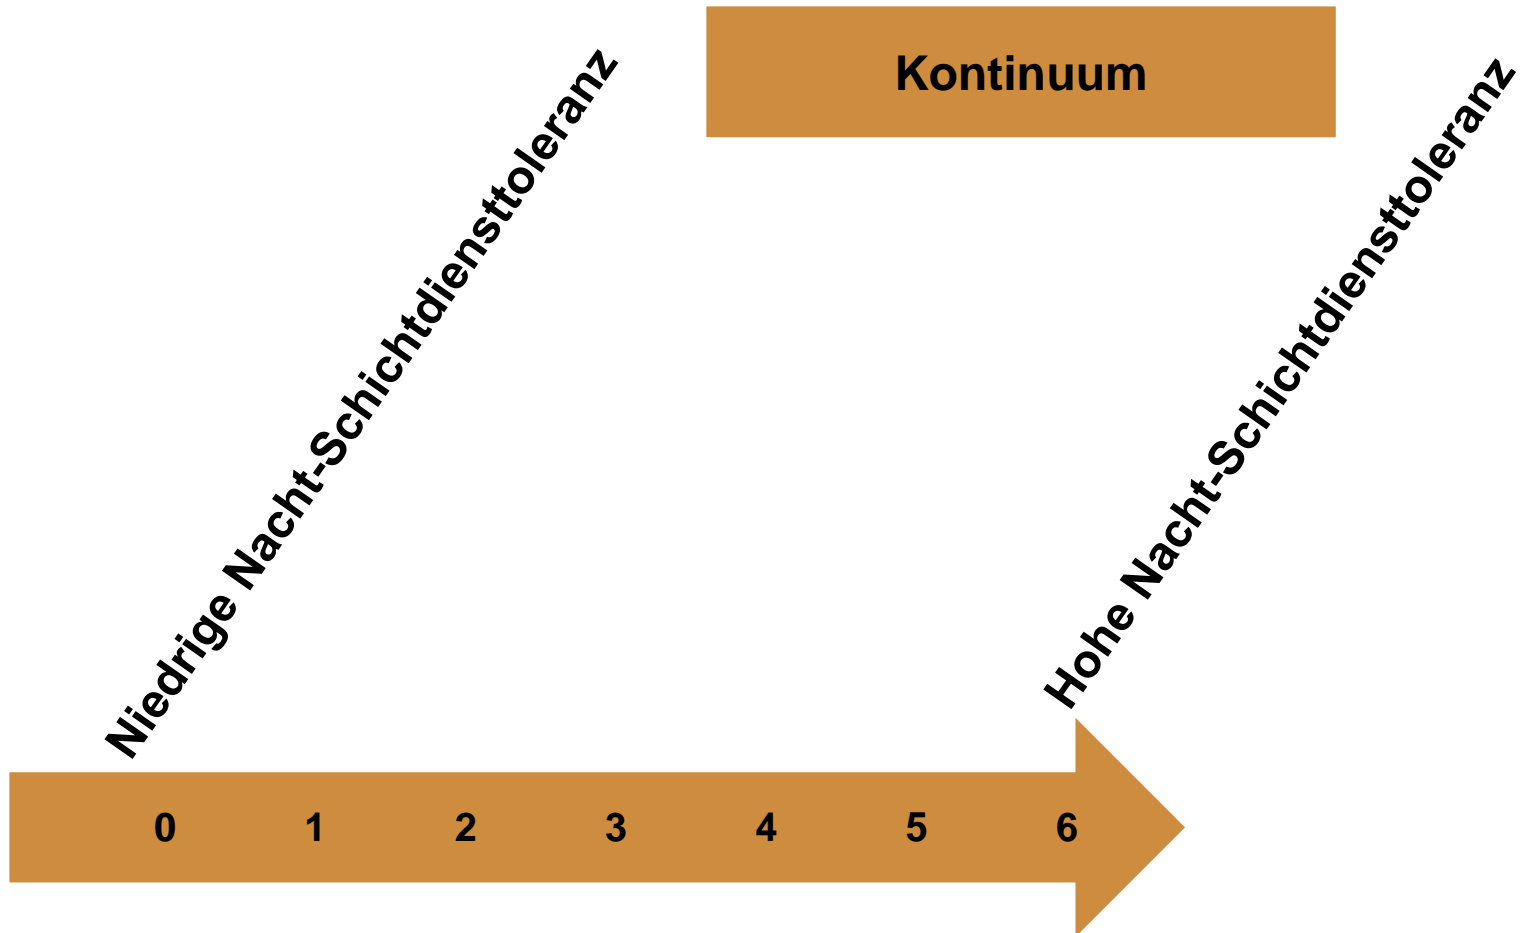 Kontinuum
Niedrige Nacht-Schichtdiensttoleranz
Hohe Nacht-Schichtdiensttoleranz
0 1 2 3 4 5 6